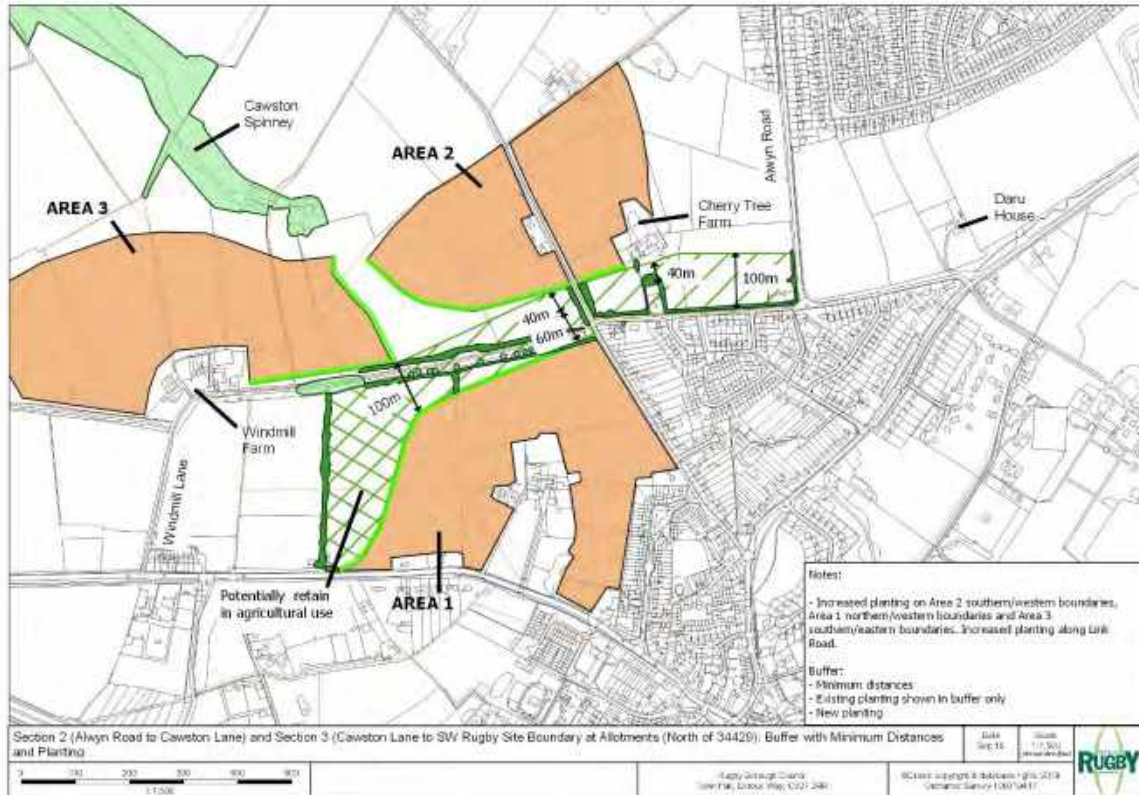 Cawston
Spinney
AREA 2
AREA 3
Alwyn Road
Cherry Tree
Farm
Daru
House
40m
100m
40m
60m
100m
Windmill
Farm
Windmill Lane
Potentially retain
in agricultural use
AREA 1
Notes:
- Increased planting on Area 2 southern/western boundaries,
Area 1 northern/western boundaries and Area 3
southern/eastern boundaries. Increased planting along Link
Road.
Buffer:
- Minimum distances
- Existing planting shown in buffer only
- New planting
Section 2 (Alwyn Road to Cawston Lane) and Section 3 (Cawston Lane to SW Rugby Site Boundary at Allotments (North of 34429): Buffer with Minimum Distances
and Planting
Date
Scale
RUGBY
Rugby Borough Council